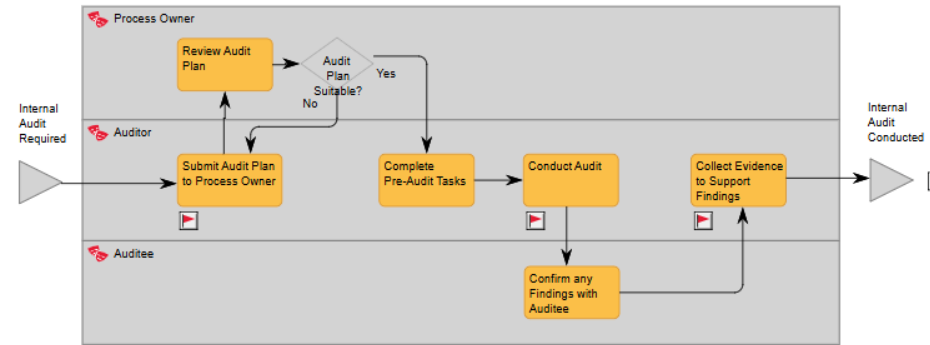 Process Owner
Review Audit
Plan
Audit
Plan
Suitable?
Yes
No
Internal
Audit
Required
Auditor
Submit Audit Plan
to Process Owner
Complete
Pre-Audit Tasks
Conduct Audit
Collect Evidence
to Support
Findings
Internal
Audit
Conducted
Auditee
Confirm any
Findings with
Auditee